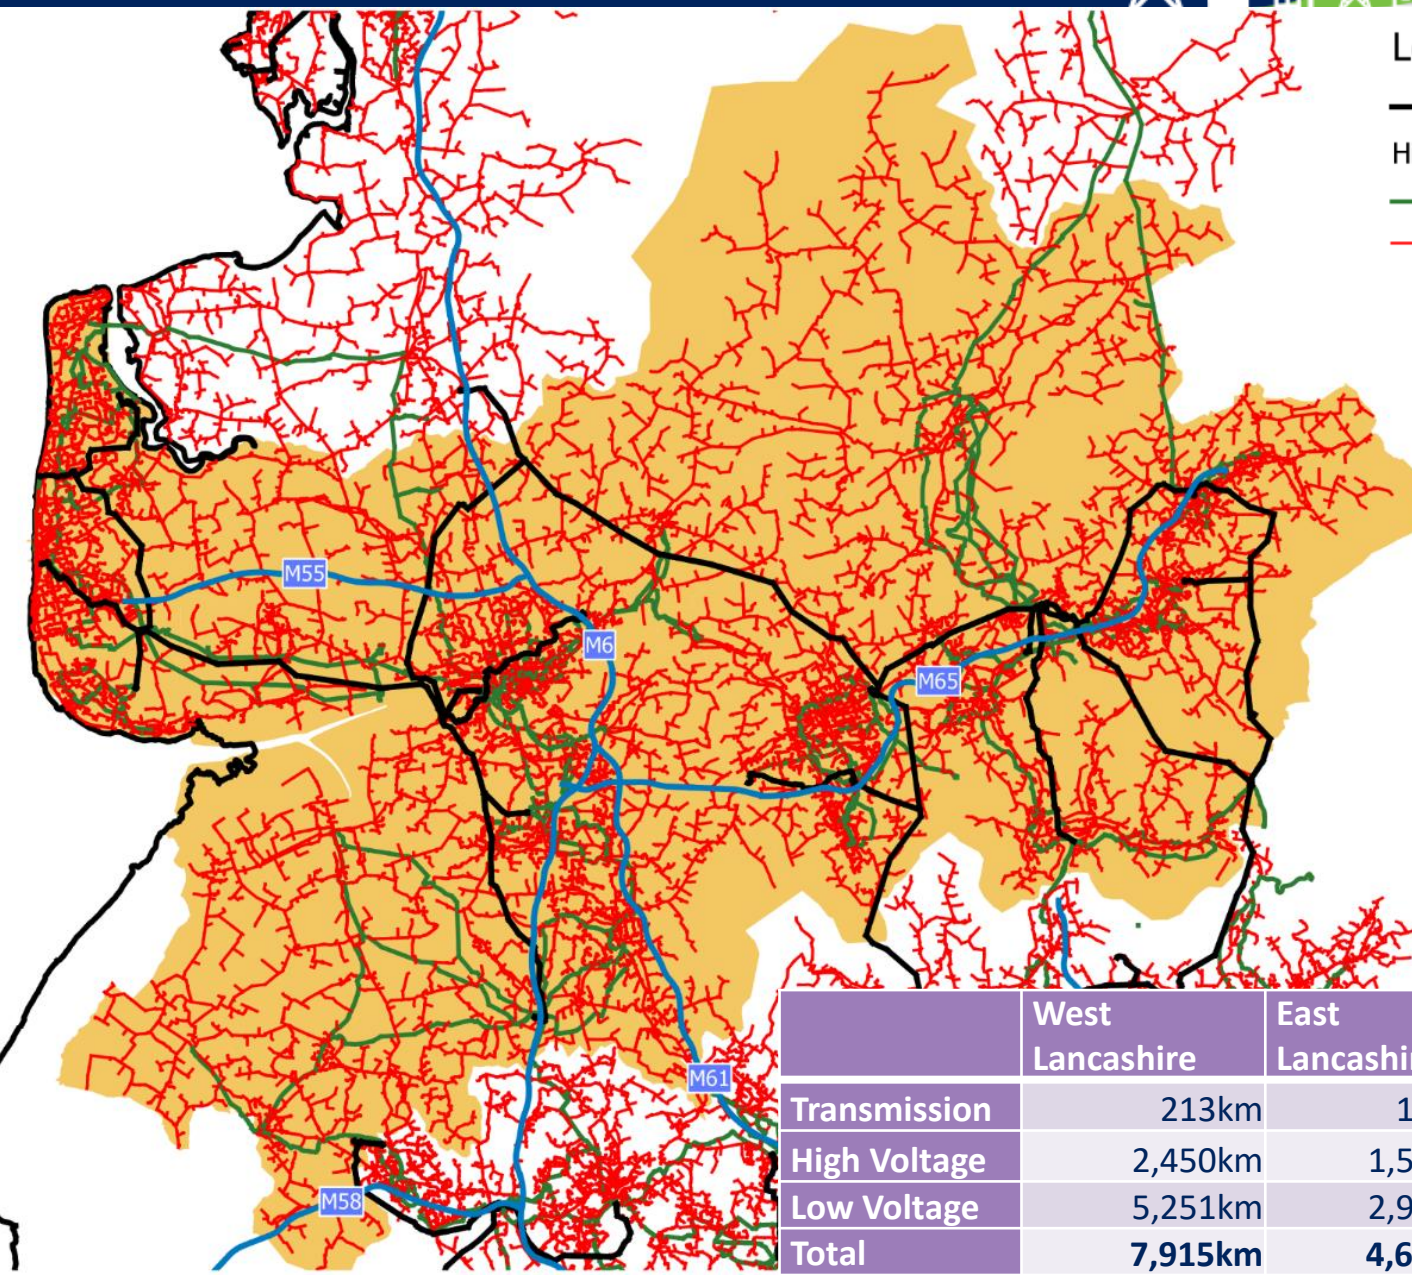 M55
M6
M65
M61
M58
West
Lancashire
East
Transmission
213km
High Voltage
2,450km
Low Voltage
5,251km
Total
7,915km